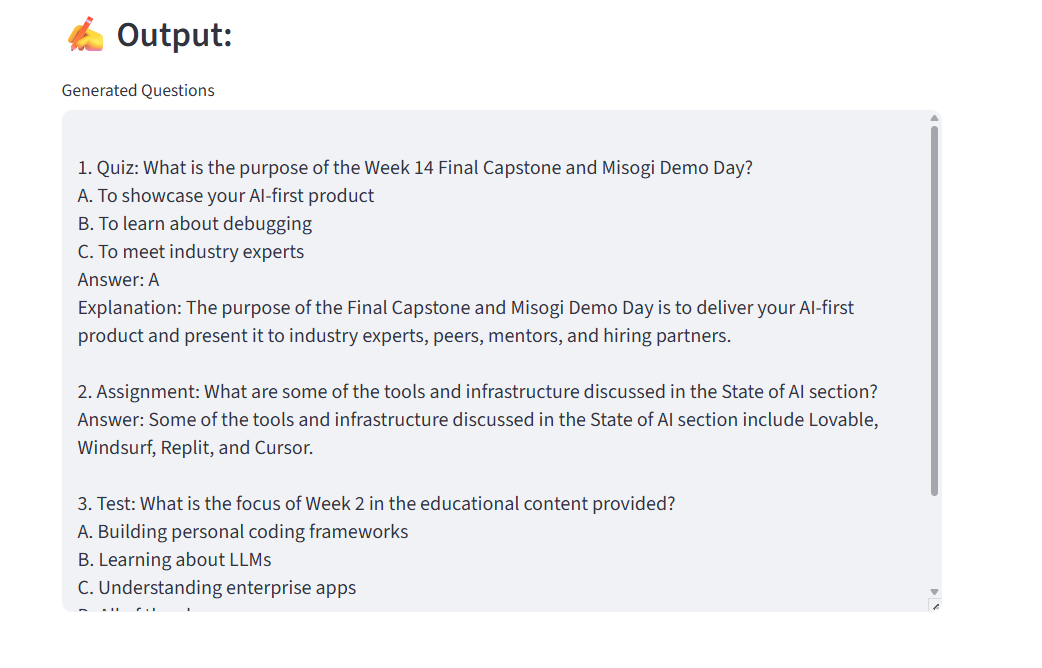 ✍️ Output:
Generated Questions
1. Quiz: What is the purpose of the Week 14 Final Capstone and Misogi Demo Day?
A. To showcase your AI-first product
B. To learn about debugging
C. To meet industry experts
Answer: A
Explanation: The purpose of the Final Capstone and Misogi Demo Day is to deliver your AI-first
product and present it to industry experts, peers, mentors, and hiring partners.
2. Assignment: What are some of the tools and infrastructure discussed in the State of AI section?
Answer: Some of the tools and infrastructure discussed in the State of AI section include Lovable,
Windsurf, Replit, and Cursor.
3. Test: What is the focus of Week 2 in the educational content provided?
A. Building personal coding frameworks
B. Learning about LLMs
C. Understanding enterprise apps